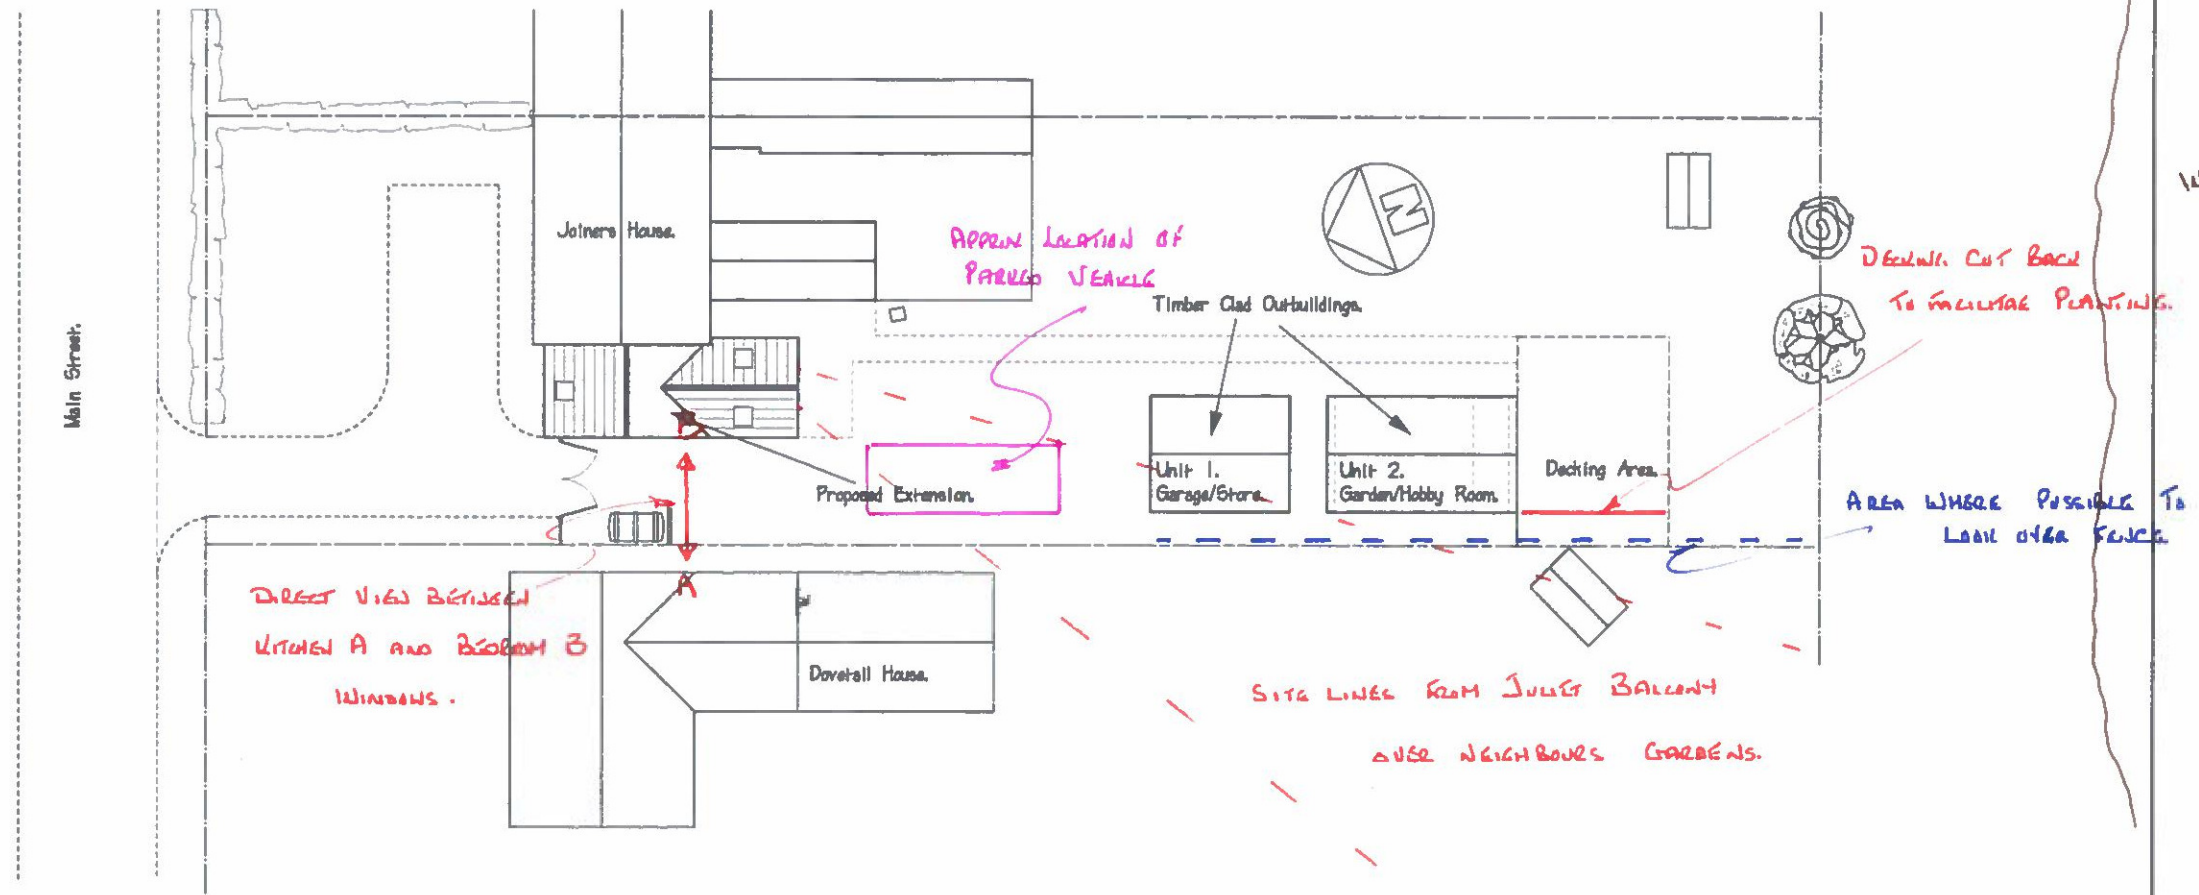 Main Street.
Joiners House.
APPROX LOCATION OF
PARKED VEHICLE
N
Timber Clad Outbuildings.
DECKING CUT BACK
TO FACILITAE PLANTING.
Unit 1.
Garage/Store.
Unit 2.
Garden/Hobby Room.
Decking Area.
Proposed Extension.
AREA WHERE POSSIBLE TO
LOOK OVER FENCE
DIRECT VIEW BETWEEN
KITCHEN A AND BEDROOM B
WINDOWS.
Dovetail House.
SITE LINES FROM JULIET BALCONY
OVER NEIGHBOURS GARDENS.